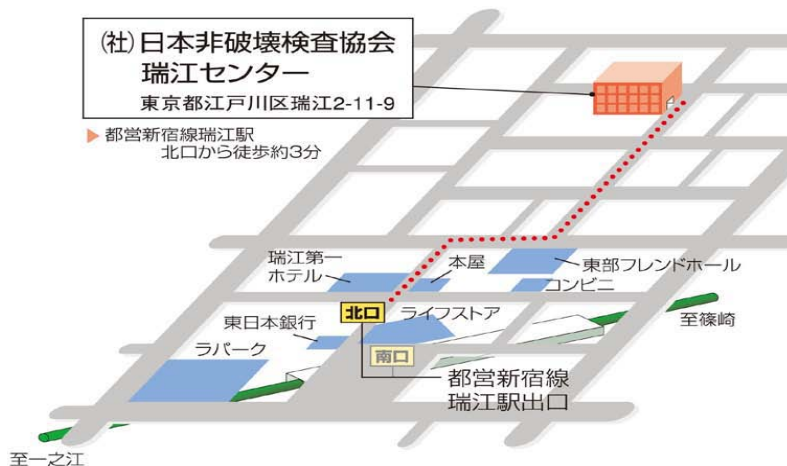 (社)日本非破壊検査協会
瑞江センター
東京都江戸川区瑞江2-11-9
▶ 都営新宿線瑞江駅
北口から徒歩約3分
瑞江第一
ホテル
本屋
東部フレンドホール
コンビニ
北口
ライフストア
至篠崎
東日本銀行
ラパーク
南口
都営新宿線
瑞江駅出口
至一之江